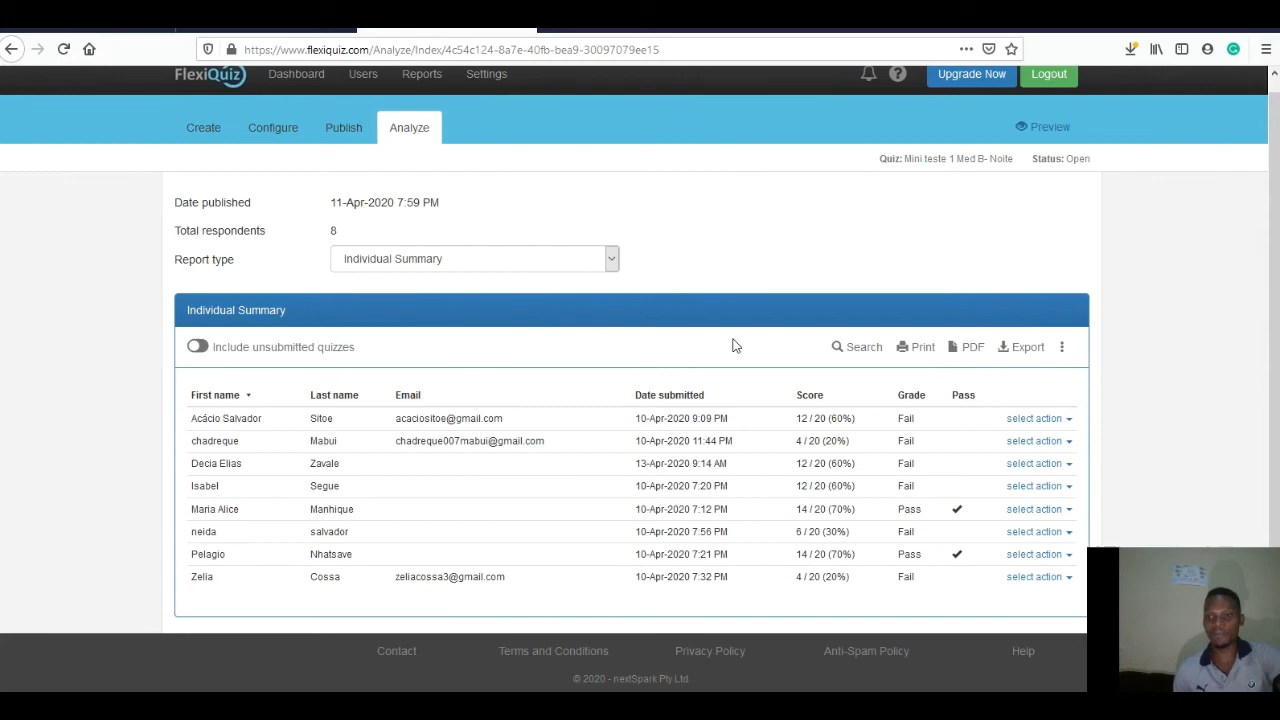 https://www.flexiquiz.com/Analyze/Index/4c54c124-8a7e-40fb-bea9-30097079ee15
FlexiQuiz Dashboard Users Reports Settings Upgrade Now Logout
Create Configure Publish Analyze Preview
Quiz: Mini teste 1 Med B- Noite Status: Open
Date published 11-Apr-2020 7:59 PM
Total respondents 8
Report type Individual Summary
Individual Summary
Include unsubmitted quizzes Search Print PDF Export
First name Last name Email Date submitted Score Grade Pass
Acácio Salvador Sitoe acaciositoe@gmail.com 10-Apr-2020 9:09 PM 12 / 20 (60%) Fail select action
chadreque Mabui chadreque007mabui@gmail.com 10-Apr-2020 11:44 PM 4 / 20 (20%) Fail select action
Decia Elias Zavale 13-Apr-2020 9:14 AM 12 / 20 (60%) Fail select action
Isabel Segue 10-Apr-2020 7:20 PM 12 / 20 (60%) Fail select action
Maria Alice Manhique 10-Apr-2020 7:12 PM 14 / 20 (70%) Pass select action
neida salvador 10-Apr-2020 7:56 PM 6 / 20 (30%) Fail select action
Pelagio Nhatsave 10-Apr-2020 7:21 PM 14 / 20 (70%) Pass select action
Zelia Cossa zeliacossa3@gmail.com 10-Apr-2020 7:32 PM 4 / 20 (20%) Fail select action
Contact Terms and Conditions Privacy Policy Anti-Spam Policy Help
© 2020 - nextSpark Pty Ltd.